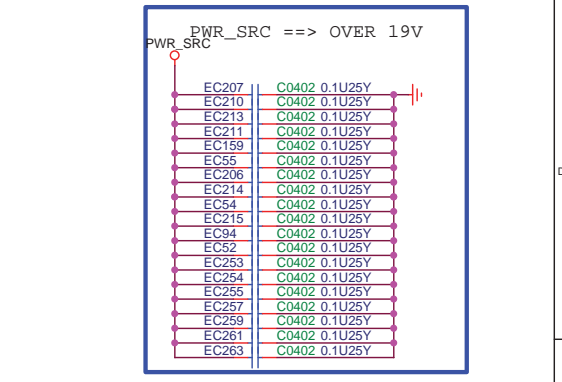 PWR_SRC ==> OVER 19V
PWR_SRC
EC207 C0402 0.1U25Y
EC210 C0402 0.1U25Y
EC213 C0402 0.1U25Y
EC211 C0402 0.1U25Y
EC159 C0402 0.1U25Y
EC55 C0402 0.1U25Y
EC206 C0402 0.1U25Y
EC214 C0402 0.1U25Y
EC54 C0402 0.1U25Y
EC215 C0402 0.1U25Y
EC94 C0402 0.1U25Y
EC52 C0402 0.1U25Y
EC253 C0402 0.1U25Y
EC254 C0402 0.1U25Y
EC255 C0402 0.1U25Y
EC257 C0402 0.1U25Y
EC259 C0402 0.1U25Y
EC261 C0402 0.1U25Y
EC263 C0402 0.1U25Y
D